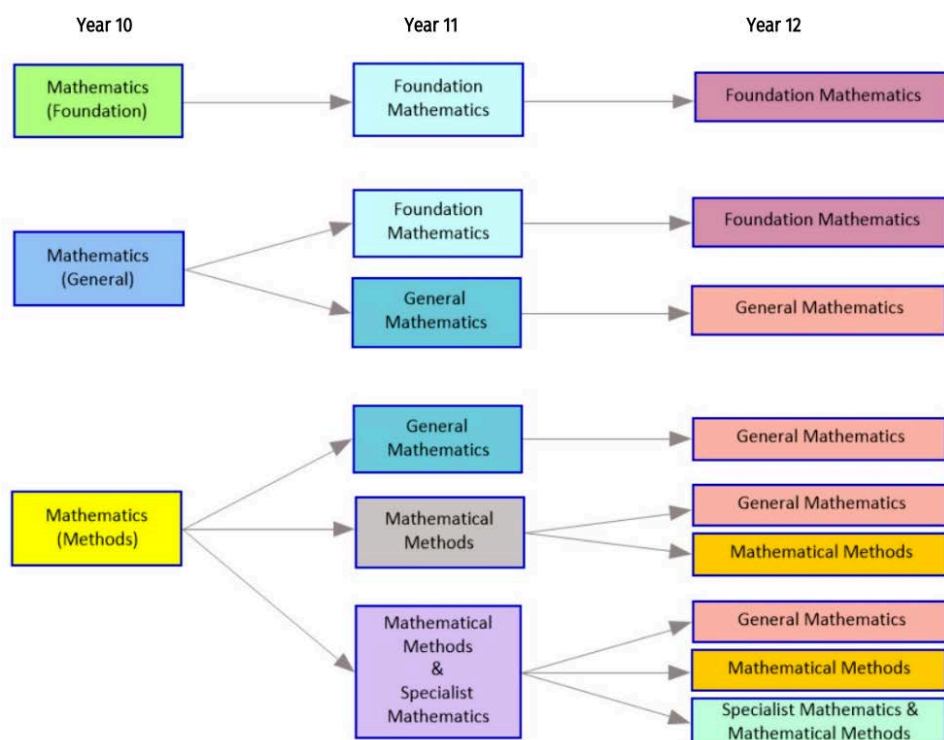 Year 10
Year 11
Year 12
Mathematics
(Foundation)
Foundation
Mathematics
Foundation Mathematics
Mathematics
(General)
Foundation
Mathematics
Foundation Mathematics
General
Mathematics
General Mathematics
Mathematics
(Methods)
General
Mathematics
General Mathematics
Mathematical
Methods
General Mathematics
Mathematical Methods
Mathematical
Methods
&
Specialist
Mathematics
General Mathematics
Mathematical Methods
Specialist Mathematics &
Mathematical Methods